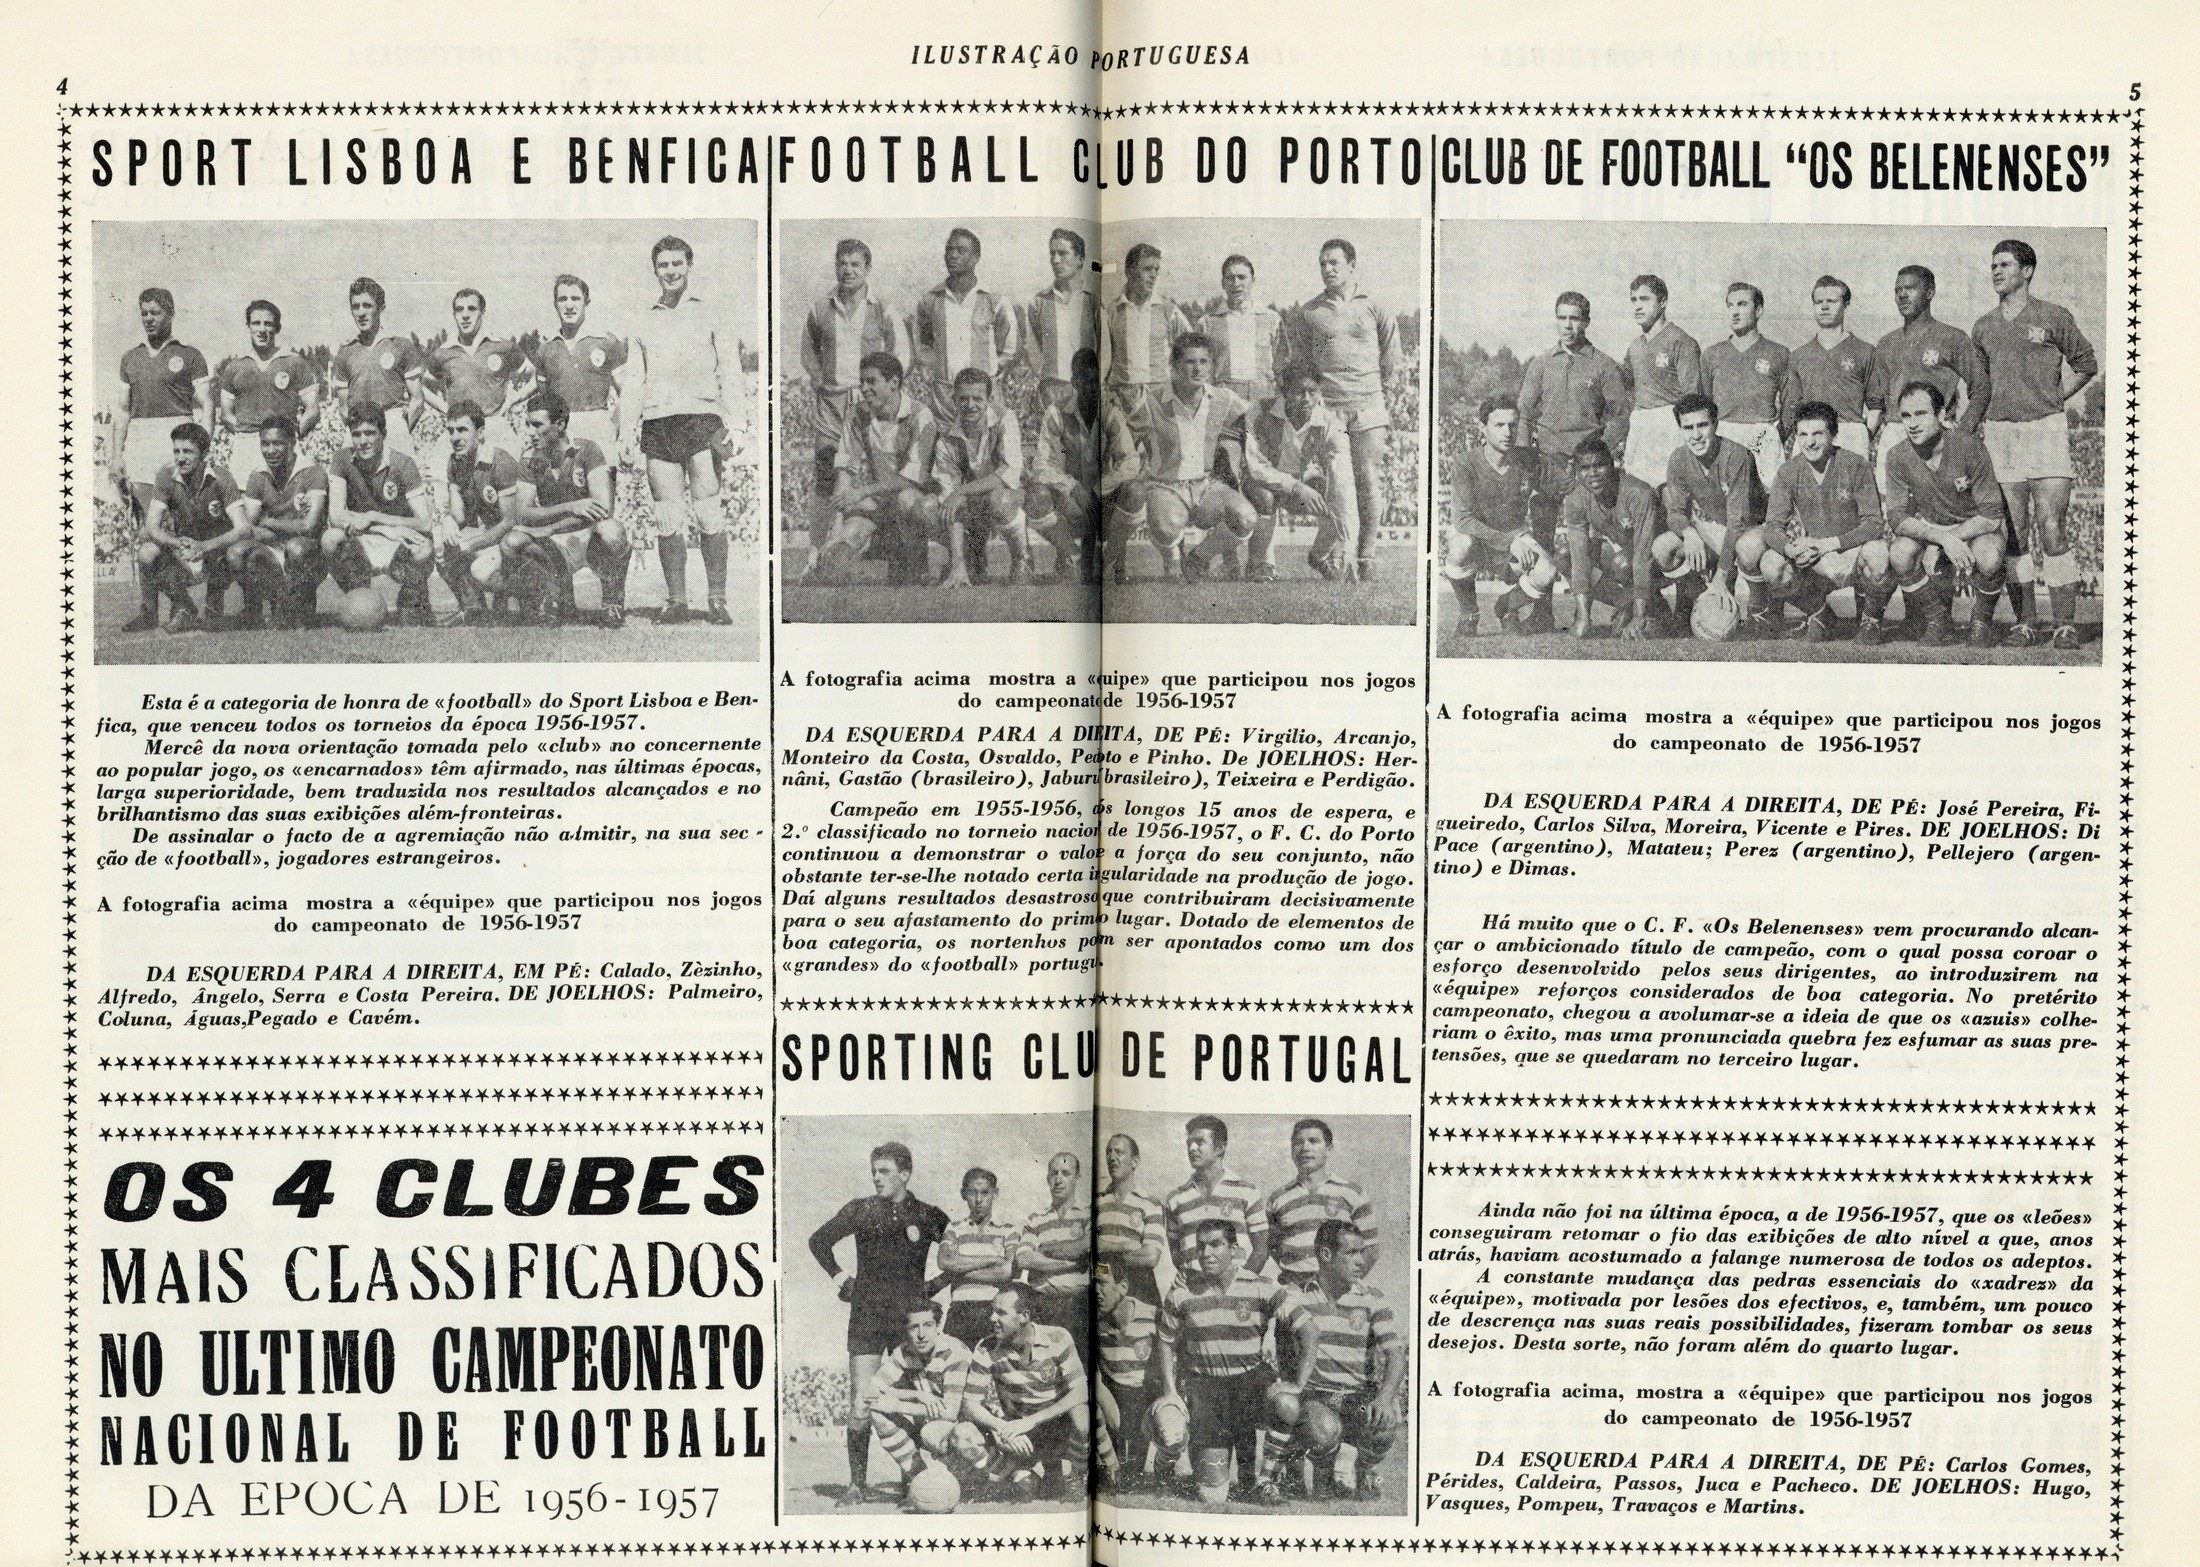 ILUSTRAÇÃO PORTUGUESA
4
5
SPORT LISBOA E BENFICA
Esta é a categoria de honra de «football» do Sport Lisboa e Ben-
fica, que venceu todos os torneios da época 1956-1957.
Mercê da nova orientação tomada pelo «club» no concernente
ao popular jogo, os «encarnados» têm afirmado, nas últimas épocas,
larga superioridade, bem traduzida nos resultados alcançados e no
brilhantismo das suas exibições além-fronteiras.
De assinalar o facto de a agremiação não admitir, na sua sec-
ção de «football», jogadores estrangeiros.
A fotografia acima mostra a «équipe» que participou nos jogos
do campeonato de 1956-1957
DA ESQUERDA PARA A DIREITA, EM PÉ: Calado, Zèzinho,
Alfredo, Ângelo, Serra e Costa Pereira. DE JOELHOS: Palmeiro,
Coluna, Águas,Pegado e Cavém.
OS 4 CLUBES
MAIS CLASSIFICADOS
NO ULTIMO CAMPEONATO
NACIONAL DE FOOTBALL
DA EPOCA DE 1956-1957
FOOTBALL CLUB DO PORTO
A fotografia acima mostra a «quipe» que participou nos jogos
do campeonato de 1956-1957
DA ESQUERDA PARA A DIITA, DE PÉ: Virgilio, Arcanjo,
Monteiro da Costa, Osvaldo, Peoto e Pinho. De JOELHOS: Her-
nâni, Gastão (brasileiro), Jaburu brasileiro), Teixeira e Perdigão.
Campeão em 1955-1956, longos 15 anos de espera, e
2.º classificado no torneio nacion de 1956-1957, o F. C. do Porto
continuou a demonstrar o valor a força do seu conjunto, não
obstante ter-se-lhe notado certa irgularidade na produção de jogo.
Daí alguns resultados desastroso que contribuiram decisivamente
para o seu afastamento do primo lugar. Dotado de elementos de
boa categoria, os nortenhos pom ser apontados como um dos
«grandes» do «football» portugu.
SPORTING CLU DE PORTUGAL
CLUB DE FOOTBALL “OS BELENENSES”
A fotografia acima mostra a «équipe» que participou nos jogos
do campeonato de 1956-1957
DA ESQUERDA PARA A DIREITA, DE PÉ: José Pereira, Fi-
gueiredo, Carlos Silva, Moreira, Vicente e Pires. DE JOELHOS: Di
Pace (argentino), Matateu; Perez (argentino), Pellejero (argen-
tino) e Dimas.
Há muito que o C. F. «Os Belenenses» vem procurando alcan-
çar o ambicionado título de campeão, com o qual possa coroar o
esforço desenvolvido pelos seus dirigentes, ao introduzirem na
«équipe» reforços considerados de boa categoria. No pretérito
campeonato, chegou a avolumar-se a ideia de que os «azuis» colhe-
riam o êxito, mas uma pronunciada quebra fez esfumar as suas pre-
tensões, que se quedaram no terceiro lugar.
Ainda não foi na última época, a de 1956-1957, que os «leões»
conseguiram retomar o fio das exibições de alto nível a que, anos
atrás, haviam acostumado a falange numerosa de todos os adeptos.
A constante mudança das pedras essenciais do «xadrez» da
«équipe», motivada por lesões dos efectivos, e, também, um pouco
de descrença nas suas reais possibilidades, fizeram tombar os seus
desejos. Desta sorte, não foram além do quarto lugar.
A fotografia acima, mostra a «équipe» que participou nos jogos
do campeonato de 1956-1957
DA ESQUERDA PARA A DIREITA, DE PÉ: Carlos Gomes,
Pérides, Caldeira, Passos, Juca e Pacheco. DE JOELHOS: Hugo,
Vasques, Pompeu, Travaços e Martins.